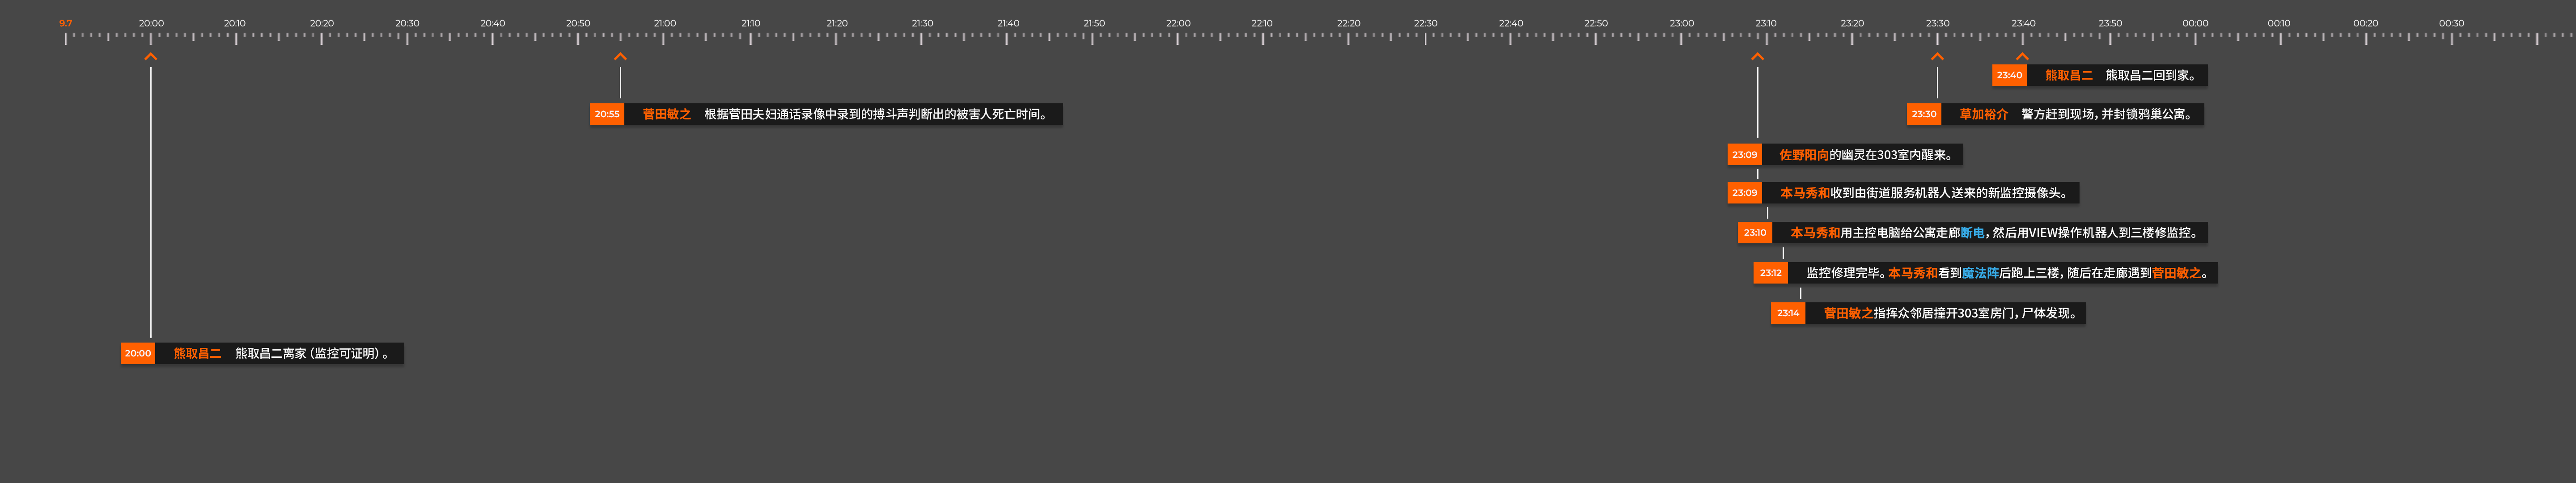 9.7 20:00 20:10 20:20 20:30 20:40 20:50 21:00 21:10 21:20 21:30 21:40 21:50 22:00 22:10 22:20 22:30 22:40 22:50 23:00 23:10 23:20 23:30 23:40 23:50 00:00 00:10 00:20 00:30
23:40 熊取昌二 熊取昌二回到家。
20:55 菅田敏之 根据菅田夫妇通话录像中录到的搏斗声判断出的被害人死亡时间。
23:30 草加裕介 警方赶到现场，并封锁鸦巢公寓。
23:09 佐野阳向的幽灵在303室内醒来。
23:09 本马秀和收到由街道服务机器人送来的新监控摄像头。
23:10 本马秀和用主控电脑给公寓走廊断电，然后用VIEW操作机器人到三楼修监控。
23:12 监控修理完毕。本马秀和看到魔法阵后跑上三楼，随后在走廊遇到菅田敏之。
23:14 菅田敏之指挥众邻居撞开303室房门，尸体发现。
20:00 熊取昌二 熊取昌二离家（监控可证明）。